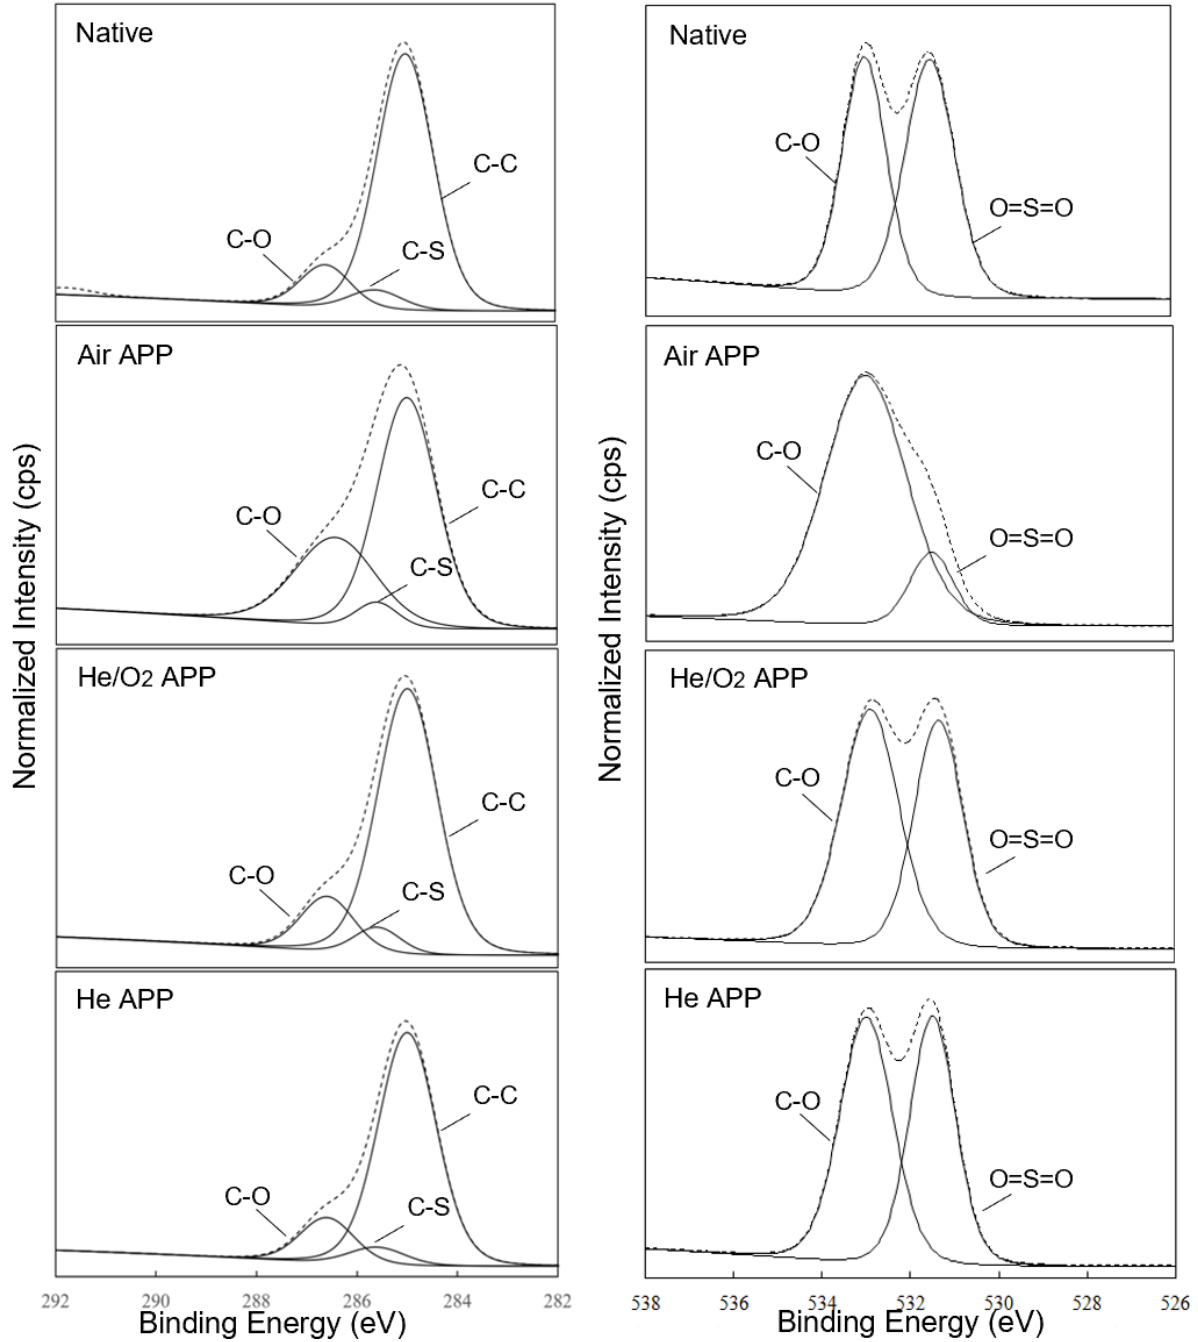 Native
C-C
C-O
C-S
Air APP
C-C
C-O
C-S
He/O2 APP
C-C
C-O
C-S
He APP
C-C
C-O
C-S
292 290 288 286 284 282
Binding Energy (eV)
Normalized Intensity (cps)
Native
C-O
O=S=O
Air APP
C-O
O=S=O
He/O2 APP
C-O
O=S=O
He APP
C-O
O=S=O
538 536 534 532 530 528 526
Binding Energy (eV)
Normalized Intensity (cps)